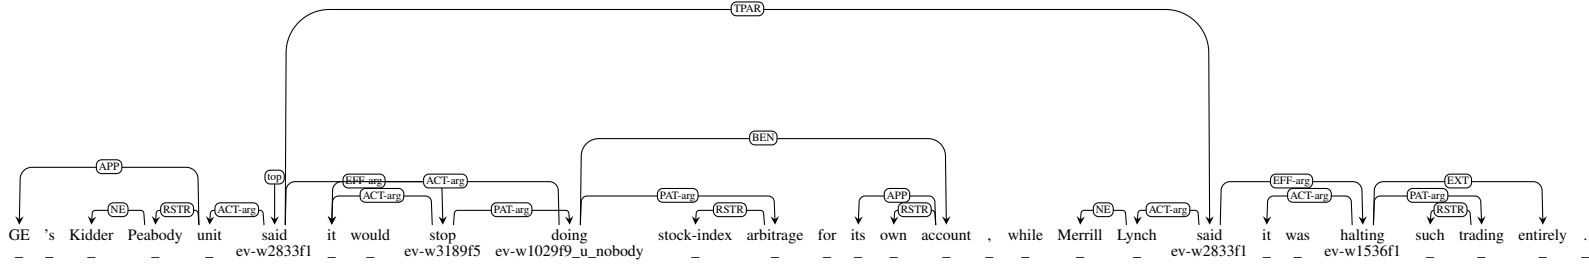 TPAR
BEN
APP top EFF-arg ACT-arg EFF-arg EXT
ACT-arg PAT-arg APP ACT-arg PAT-arg
NE RSTR ACT-arg PAT-arg RSTR RSTR NE ACT-arg RSTR
GE 's Kidder Peabody unit said it would stop doing stock-index arbitrage for its own account , while Merrill Lynch said it was halting such trading entirely .
_ _ _ _ _ ev-w2833f1 _ _ ev-w3189f5 ev-w1029f9_u_nobody _ _ _ _ _ _ _ _ _ _ ev-w2833f1 _ _ ev-w1536f1 _ _ _ _